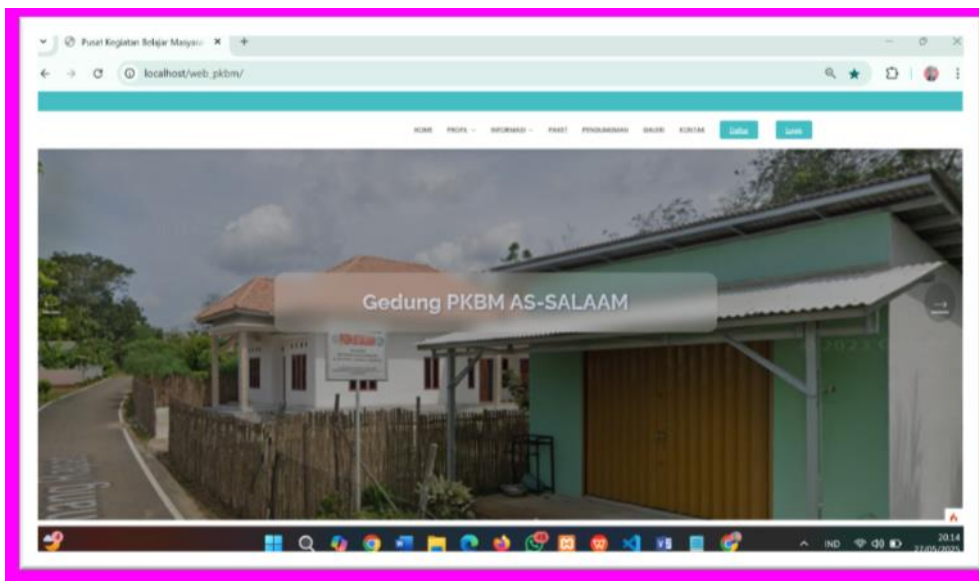 Pusat Kegiatan Belajar Masyara
localhost/web_pkbm/
HOME PROFIL INFORMASI PAKET PENGUMUMAN GALERI KONTAK Daftar Login
Gedung PKBM AS-SALAAM
2023
IND 20.14
27/05/2025